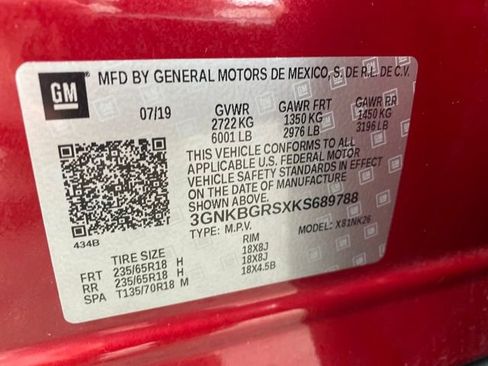 GM
MFD BY GENERAL MOTORS DE MEXICO, S. DE R.L. DE C.V.
07/19
GVWR GAWR FRT GAWR RR
2722 KG 1350 KG 1450 KG
6001 LB 2976 LB 3196 LB
THIS VEHICLE CONFORMS TO ALL
APPLICABLE U.S. FEDERAL MOTOR
VEHICLE SAFETY STANDARDS IN EFFECT
ON THE DATE OF MANUFACTURE
SHOWN ABOVE.
3GNKBGRSXKS689788
TYPE: M.P.V. MODEL: X81NK26
434B
TIRE SIZE RIM
FRT 235/65R18 H 18X8J
RR 235/65R18 H 18X8J
SPA T135/70R18 M 18X4.5B